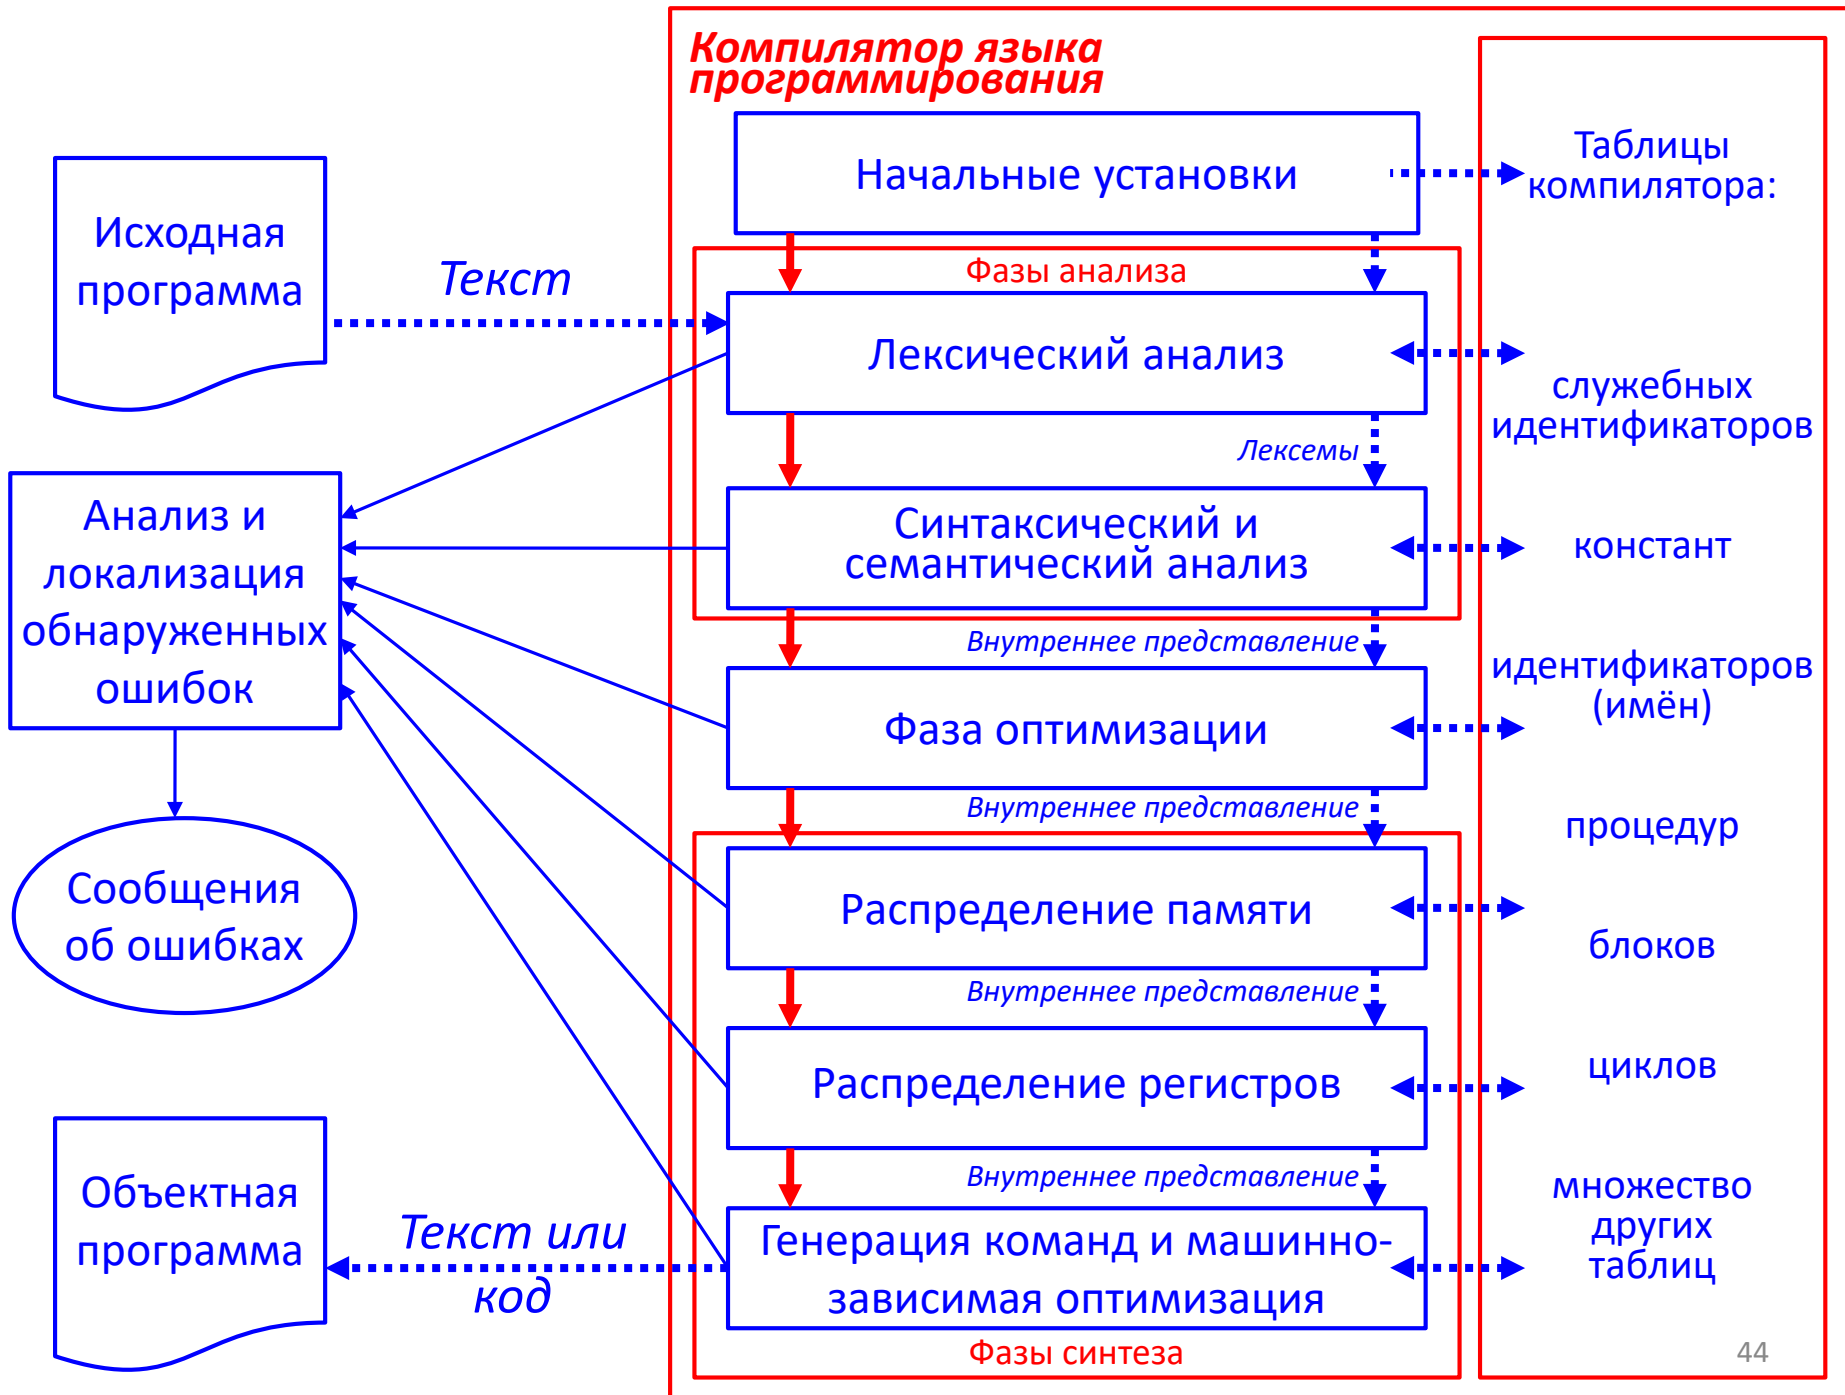 Компилятор языка
программирования
Начальные установки
Таблицы
компилятора:
Исходная
программа
Текст
Фазы анализа
Лексический анализ
служебных
идентификаторов
Лексемы
Анализ и
локализация
обнаруженных
ошибок
Синтаксический и
семантический анализ
констант
Внутреннее представление
идентификаторов
(имён)
Фаза оптимизации
Внутреннее представление
процедур
Сообщения
об ошибках
Распределение памяти
блоков
Внутреннее представление
Распределение регистров
циклов
Внутреннее представление
Объектная
программа
Текст или
код
Генерация команд и машинно-
зависимая оптимизация
множество
других
таблиц
Фазы синтеза
44